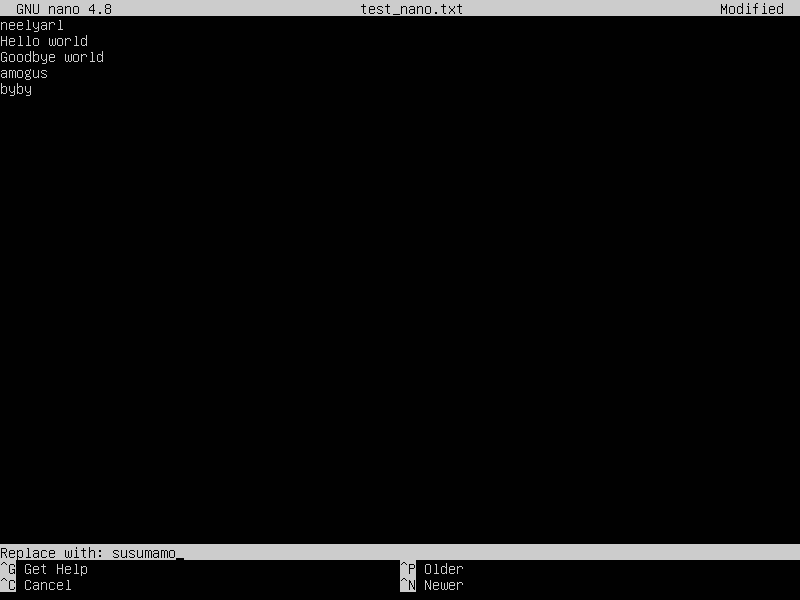 GNU nano 4.8 test_nano.txt Modified
neelyarl
Hello world
Goodbye world
amogus
byby
Replace with: susumamo_
^G Get Help ^P Older
^C Cancel ^N Newer